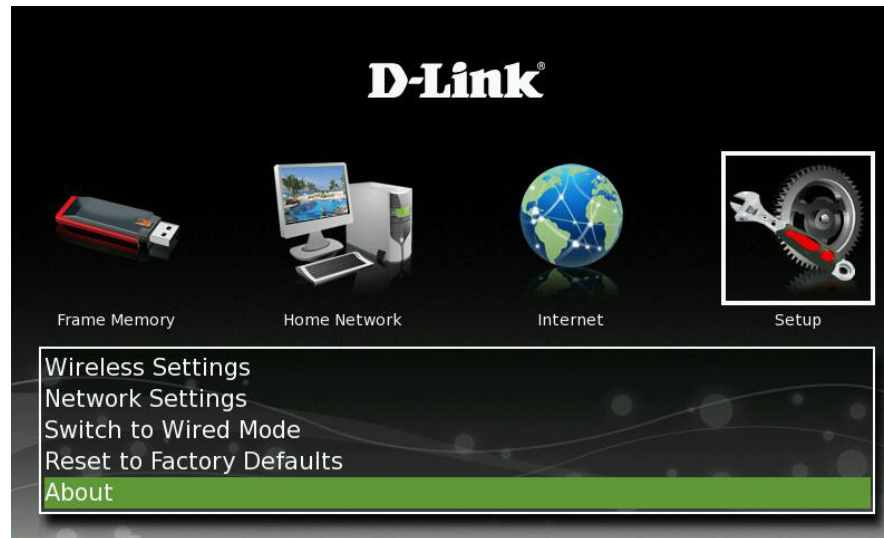 D-Link®
Frame Memory
Home Network
Internet
Setup
Wireless Settings
Network Settings
Switch to Wired Mode
Reset to Factory Defaults
About